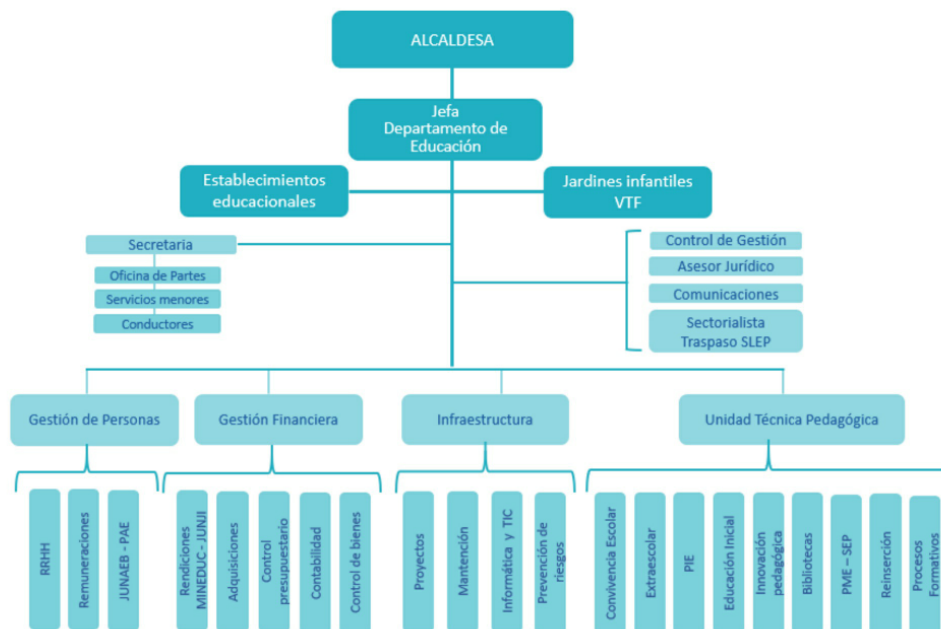 ALCALDESA
Jefa
Departamento de
Educación
Establecimientos
educacionales
Jardines infantiles
VTF
Secretaria
Oficina de Partes
Servicios menores
Conductores
Control de Gestión
Asesor Jurídico
Comunicaciones
Sectorialista
Traspaso SLEP
Gestión de Personas
Gestión Financiera
Infraestructura
Unidad Técnica Pedagógica
RRHH
Remuneraciones
JUNAEB - PAE
Rendiciones
MINEDUC - JUNJI
Adquisiciones
Control
presupuestario
Contabilidad
Control de bienes
Proyectos
Mantención
Informática y TIC
Prevención de
riesgos
Convivencia Escolar
Extraescolar
PIE
Educación Inicial
Innovación
pedagógica
Bibliotecas
PME – SEP
Reinserción
Procesos
Formativos